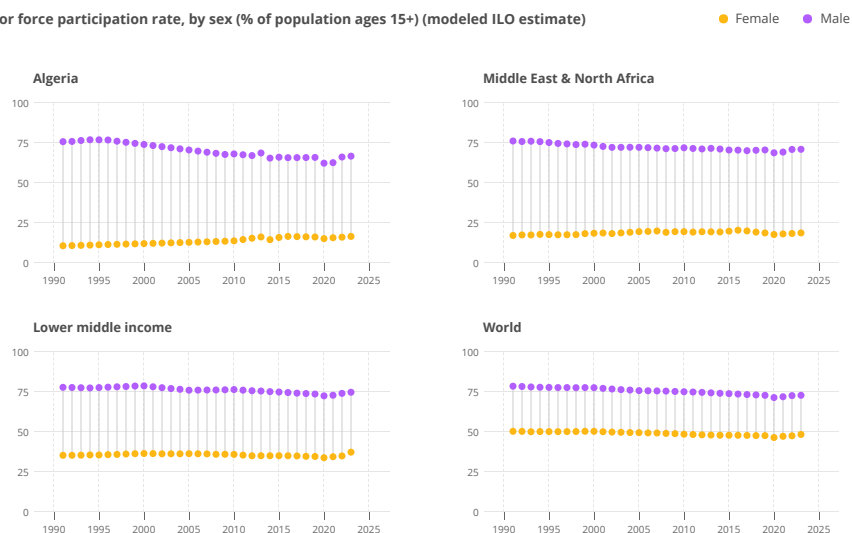 or force participation rate, by sex (% of population ages 15+) (modeled ILO estimate)
Female Male
Algeria
100
75
50
25
0
1990 1995 2000 2005 2010 2015 2020 2025
Middle East & North Africa
100
75
50
25
0
1990 1995 2000 2005 2010 2015 2020 2025
Lower middle income
100
75
50
25
0
1990 1995 2000 2005 2010 2015 2020 2025
World
100
75
50
25
0
1990 1995 2000 2005 2010 2015 2020 2025